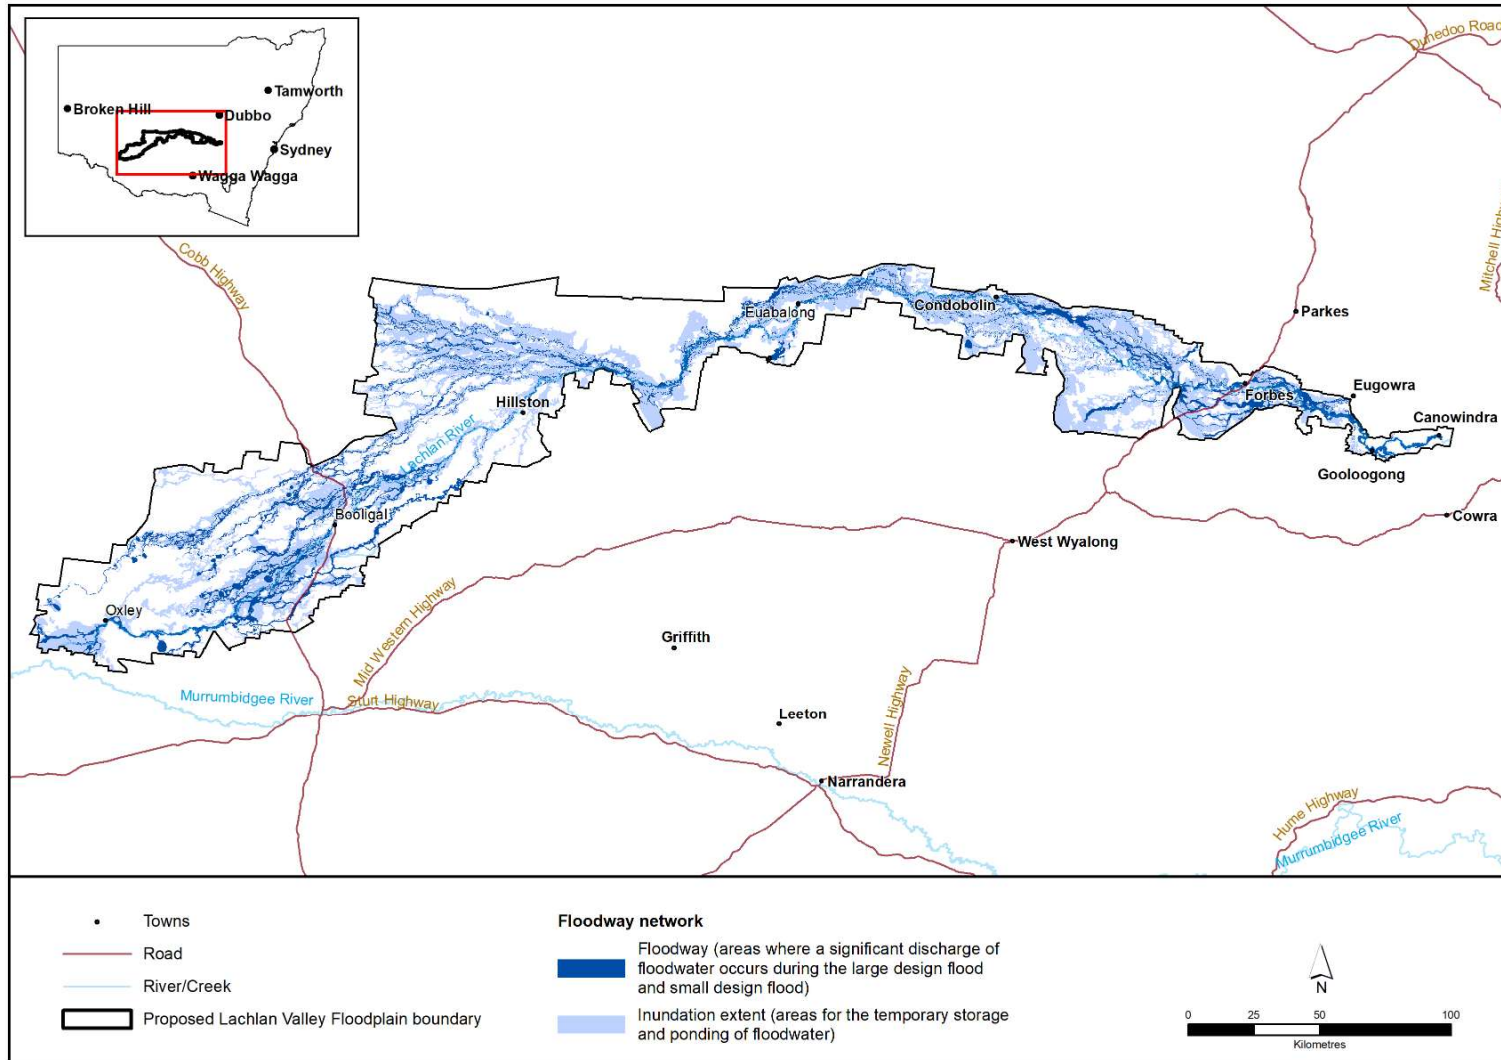 Broken Hill
Tamworth
Dubbo
Sydney
Wagga Wagga
Dunedoo Road
Mitchell High
Cobb Highway
Parkes
Euabalong
Condobolin
Forbes
Eugowra
Canowindra
Gooloogong
Cowra
Hillston
Lachlan River
Booligal
West Wyalong
Oxley
Mid Western Highway
Griffith
Murrumbidgee River
Sturt Highway
Leeton
Newell Highway
Narrandera
Hume Highway
Murrumbidgee River
Towns
Road
River/Creek
Proposed Lachlan Valley Floodplain boundary
Floodway network
Floodway (areas where a significant discharge of
floodwater occurs during the large design flood
and small design flood)
Inundation extent (areas for the temporary storage
and ponding of floodwater)
N
0 25 50 100
Kilometres